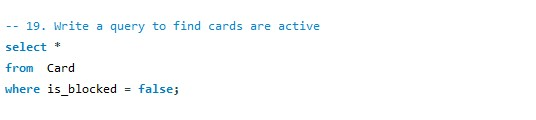 -- 19. Write a query to find cards are active
select *
from  Card
where is_blocked = false;